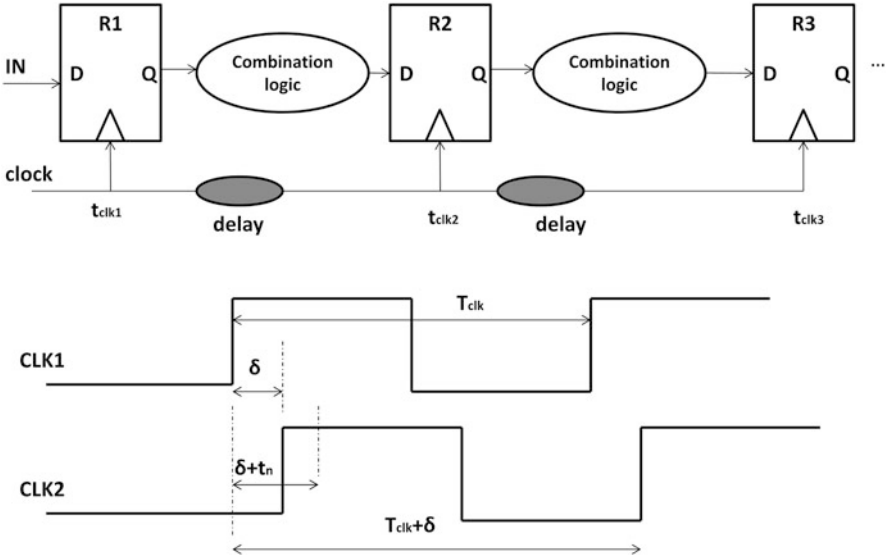 R1
R2
R3
IN
D
Q
Combination
logic
D
Q
Combination
logic
D
Q
...
clock
tclk1
delay
tclk2
delay
tclk3
Tclk
CLK1
δ
δ+tn
CLK2
Tclk+δ